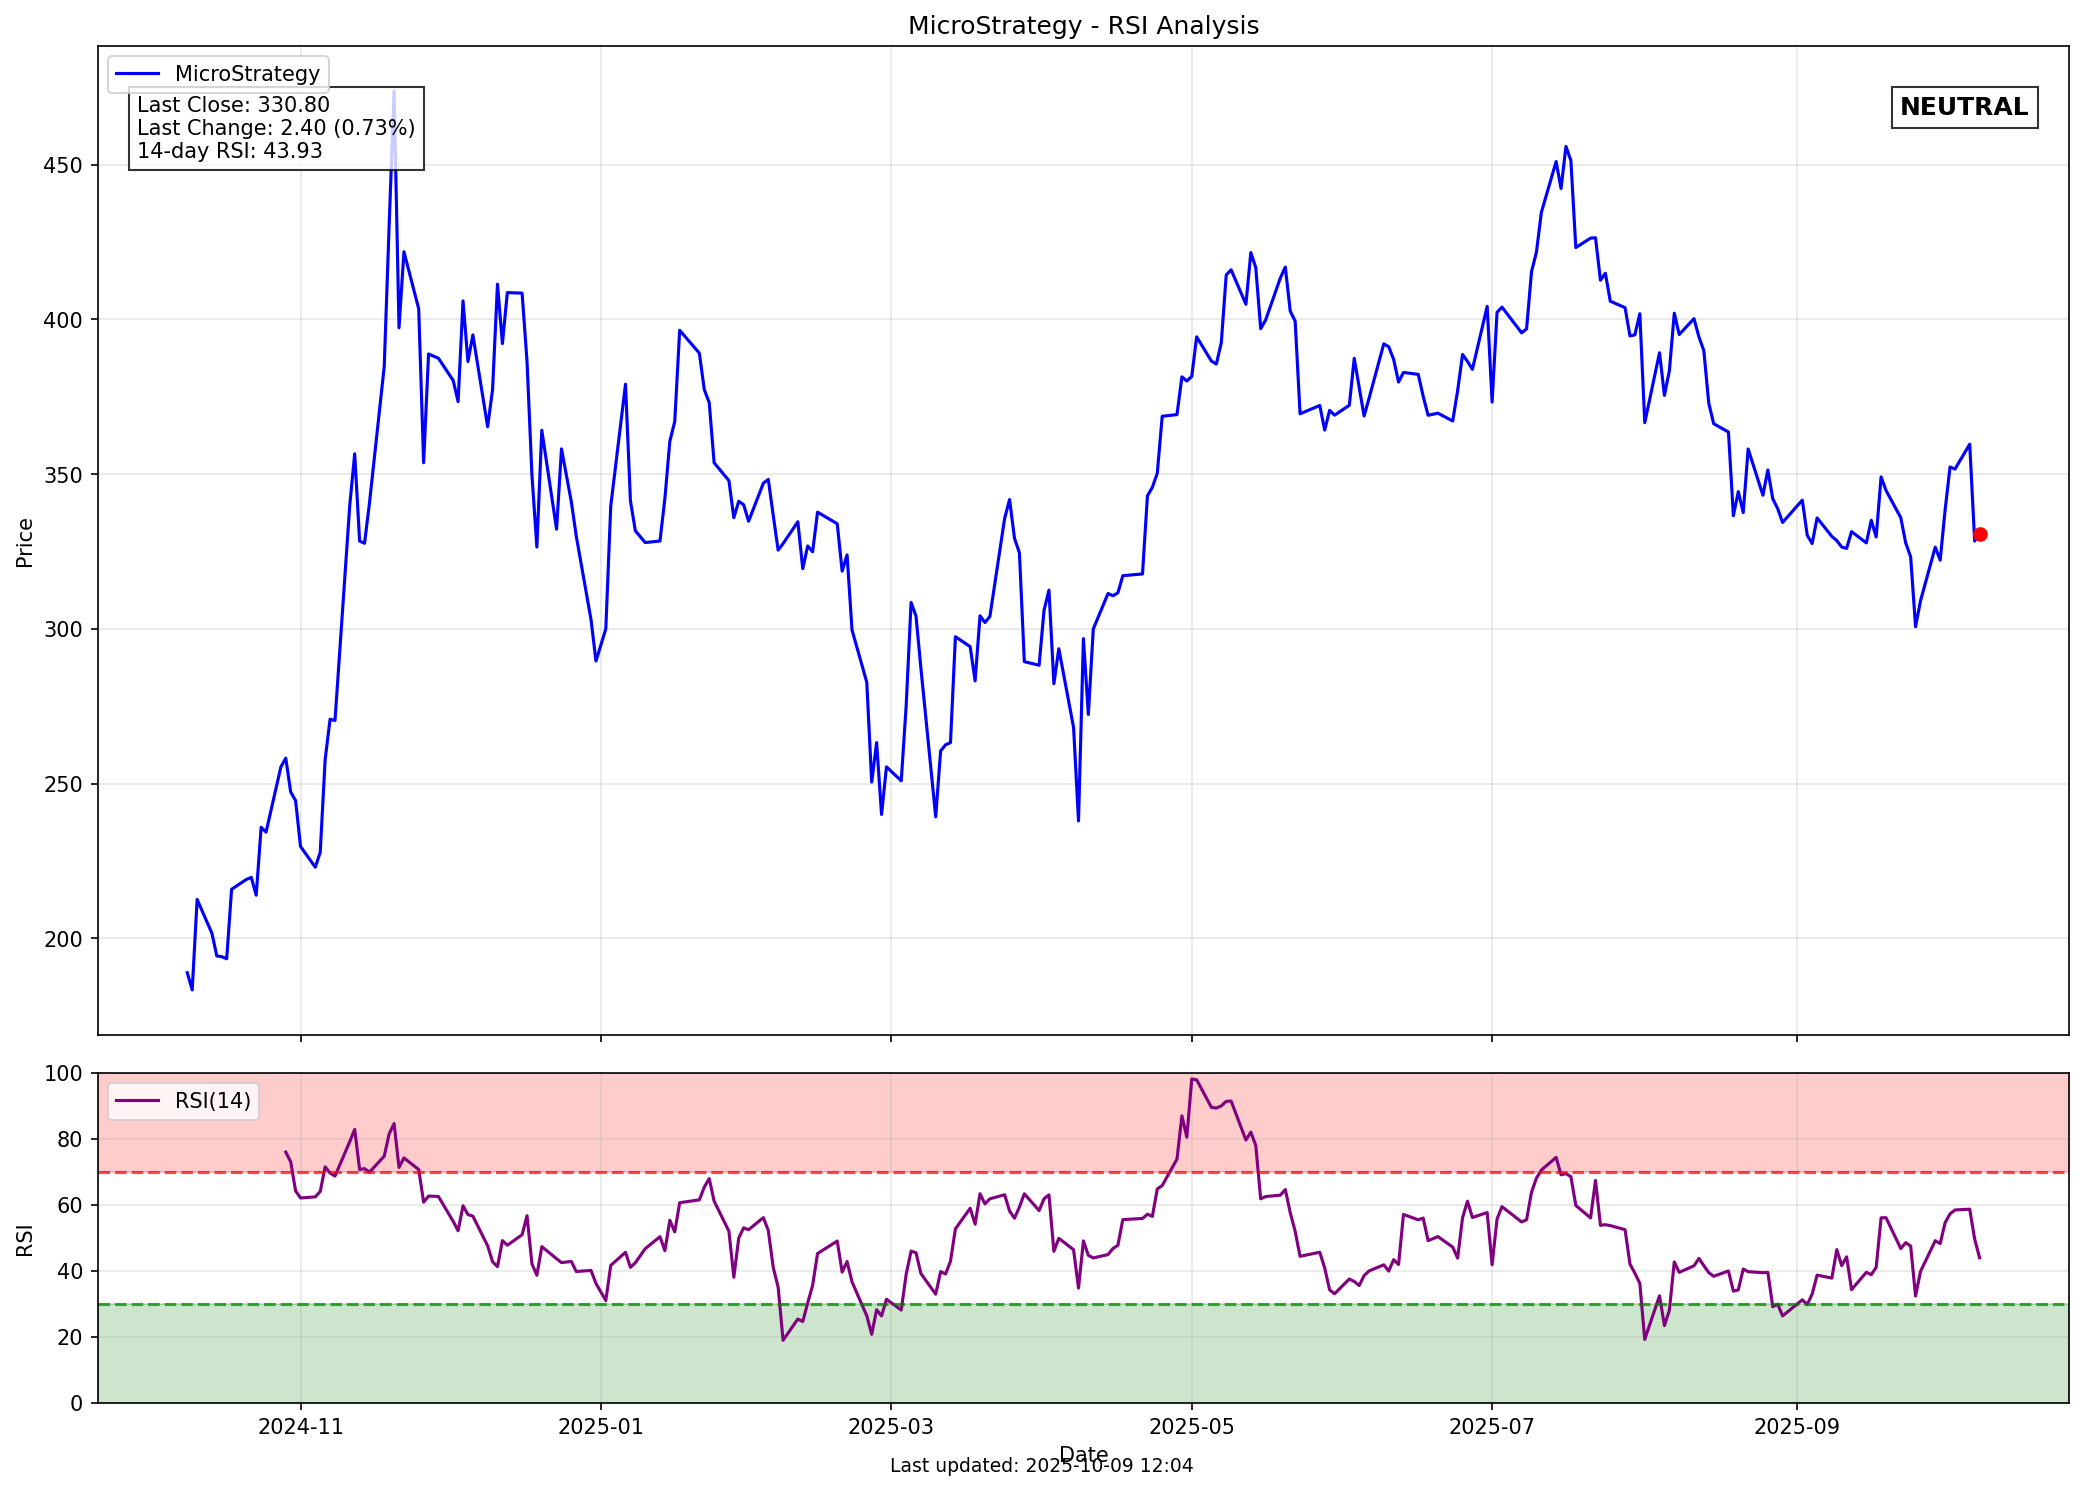 MicroStrategy - RSI Analysis
MicroStrategy
Last Close: 330.80
Last Change: 2.40 (0.73%)
14-day RSI: 43.93
NEUTRAL
450
400
350
300
250
200
Price
100
80
60
40
20
0
RSI
RSI(14)
2024-11
2025-01
2025-03
2025-05
2025-07
2025-09
Date
Last updated: 2025-10-09 12:04